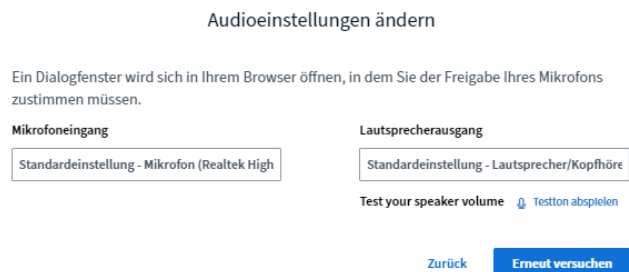 Audioeinstellungen ändern
Ein Dialogfenster wird sich in Ihrem Browser öffnen, in dem Sie der Freigabe Ihres Mikrofons
zustimmen müssen.
Mikrofoneingang
Lautsprecherausgang
Standardeinstellung - Mikrofon (Realtek High
Standardeinstellung - Lautsprecher/Kopfhöre
Test your speaker volume
Testton abspielen
Zurück
Erneut versuchen